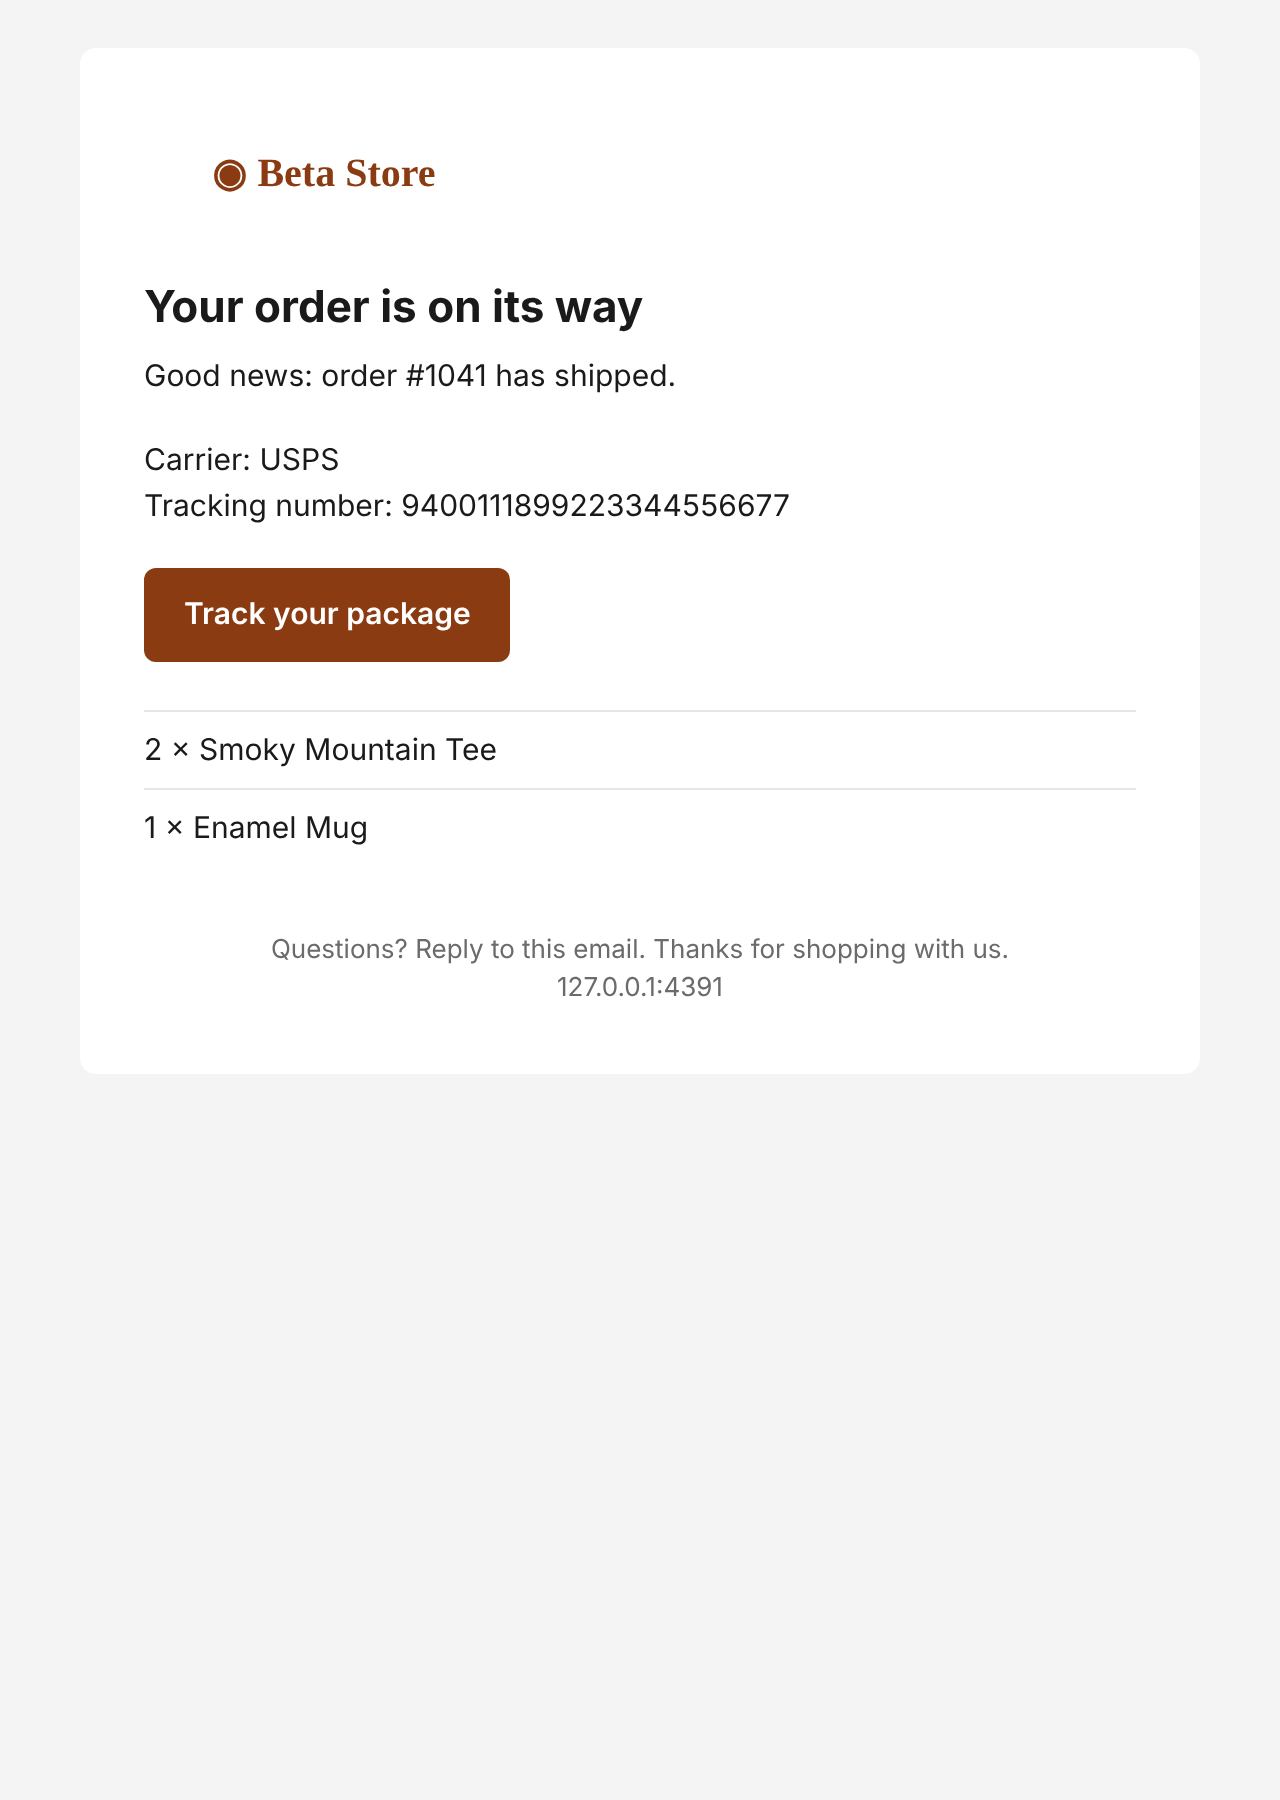 ◉ Beta Store
Your order is on its way
Good news: order #1041 has shipped.
Carrier: USPS
Tracking number: 9400111899223344556677
Track your package
2 × Smoky Mountain Tee
1 × Enamel Mug
Questions? Reply to this email. Thanks for shopping with us.
127.0.0.1:4391